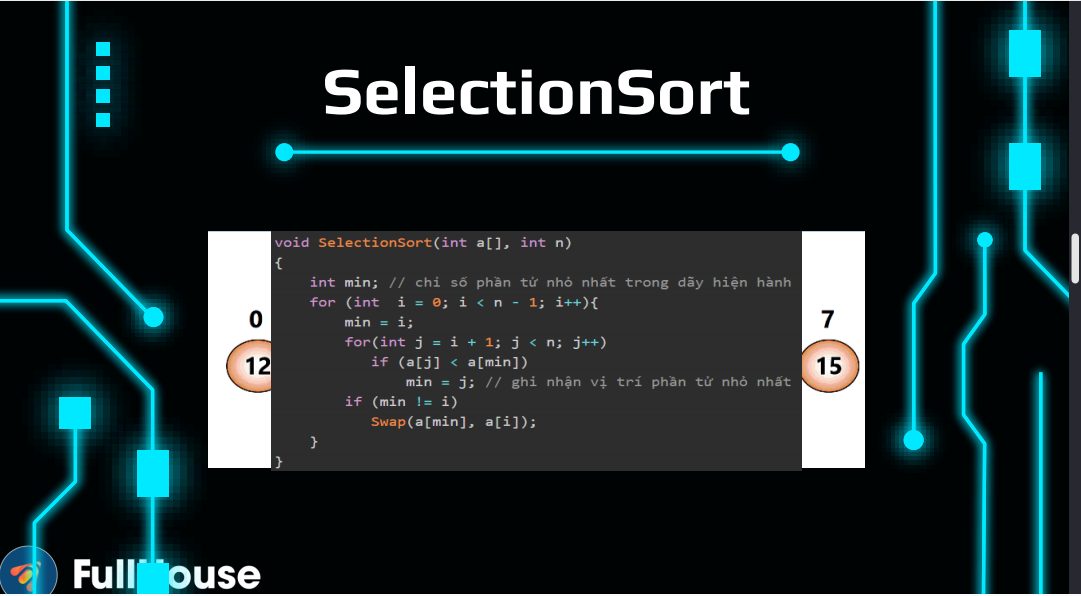 SelectionSort
void SelectionSort(int a[], int n)
{
int min; // chỉ số phần tử nhỏ nhất trong dãy hiện hành
for (int  i = 0; i < n - 1; i++){
min = i;
for(int j = i + 1; j < n; j++)
if (a[j] < a[min])
min = j; // ghi nhận vị trí phần tử nhỏ nhất
if (min != i)
Swap(a[min], a[i]);
}
}
0
12
7
15
FullHouse